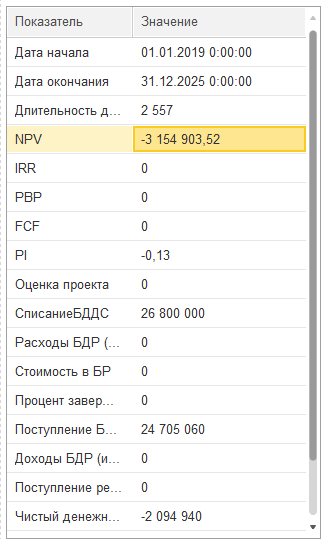 Показатель Значение
Дата начала 01.01.2019 0:00:00
Дата окончания 31.12.2025 0:00:00
Длительность д... 2 557
NPV -3 154 903,52
IRR 0
PBP 0
FCF 0
PI -0,13
Оценка проекта 0
СписаниеБДДС 26 800 000
Расходы БДР (... 0
Стоимость в БР 0
Процент завер... 0
Поступление Б... 24 705 060
Доходы БДР (и... 0
Поступление ре... 0
Чистый денежн... -2 094 940